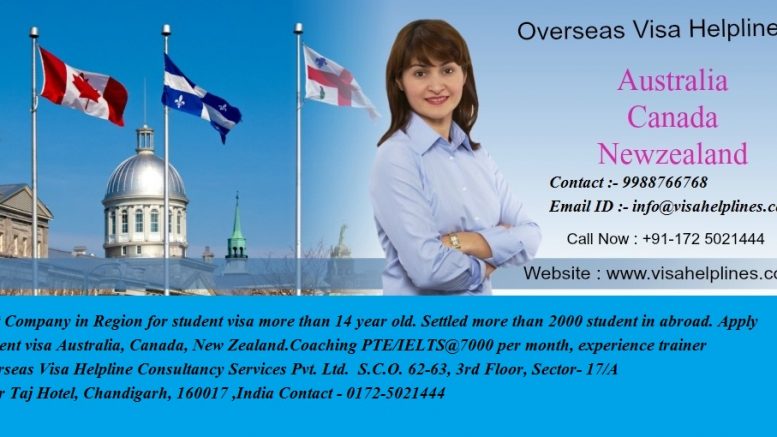 Overseas Visa Helpline
Australia
Canada
Newzealand
Contact :- 9988766768
Email ID :- info@visahelplines.co
Call Now : +91-172 5021444
Website : www.visahelplines.co
Company in Region for student visa more than 14 year old. Settled more than 2000 student in abroad. Apply
ent visa Australia, Canada, New Zealand.Coaching PTE/IELTS@7000 per month, experience trainer
rseas Visa Helpline Consultancy Services Pvt. Ltd. S.C.O. 62-63, 3rd Floor, Sector- 17/A
r Taj Hotel, Chandigarh, 160017 ,India Contact - 0172-5021444